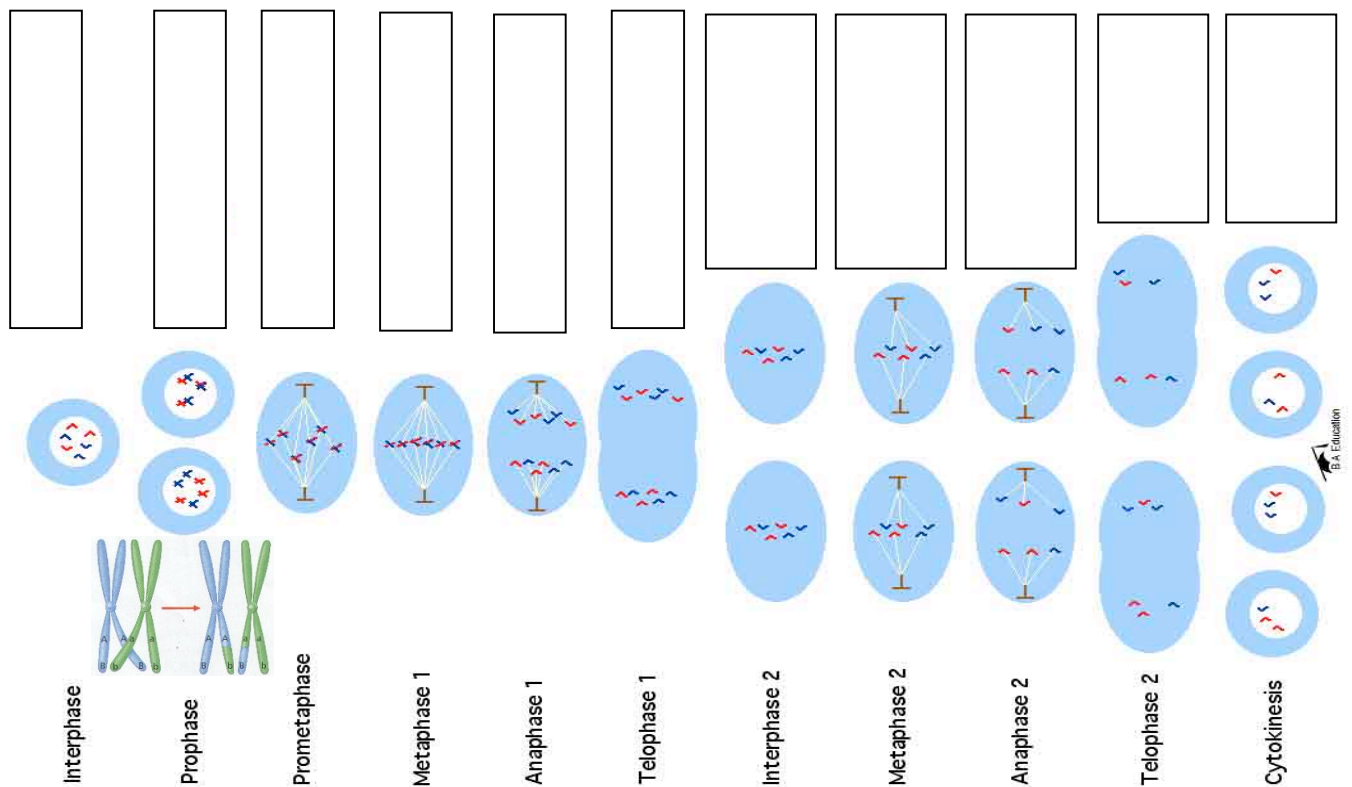 Interphase
Prophase
Prometaphase
Metaphase 1
Anaphase 1
Telophase 1
Interphase 2
Metaphase 2
Anaphase 2
Telophase 2
Cytokinesis
A A a a
B b B b
A A a a
B b B b
B.A Education